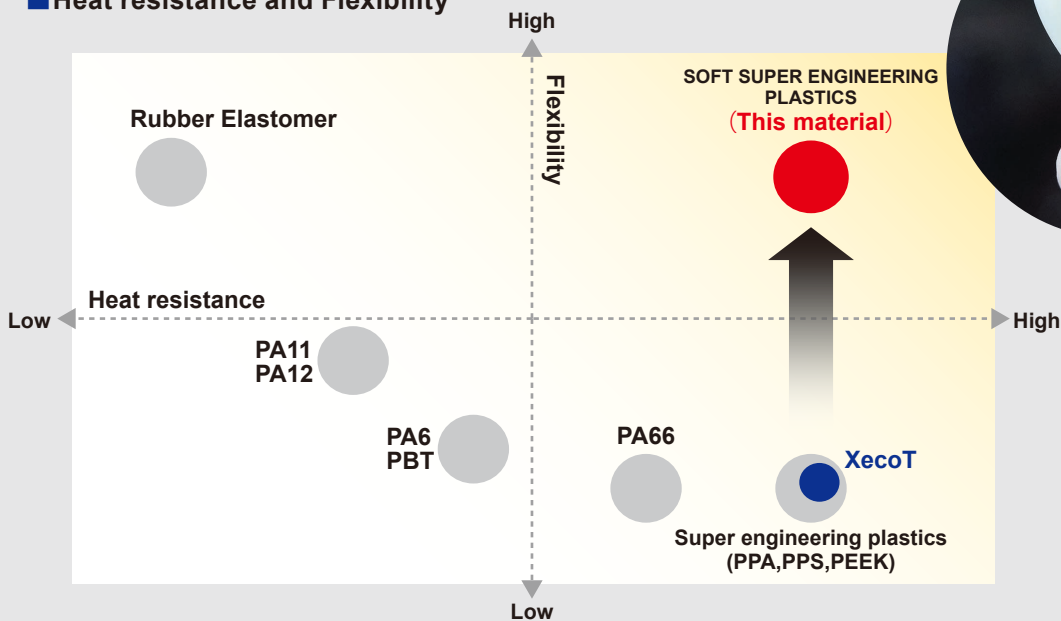 ■Heat resistance and Flexibility
High
Flexibility
SOFT SUPER ENGINEERING
PLASTICS
（This material）
Rubber Elastomer
Heat resistance
Low
High
PA11
PA12
PA6
PBT
PA66
XecoT
Super engineering plastics
(PPA,PPS,PEEK)
Low